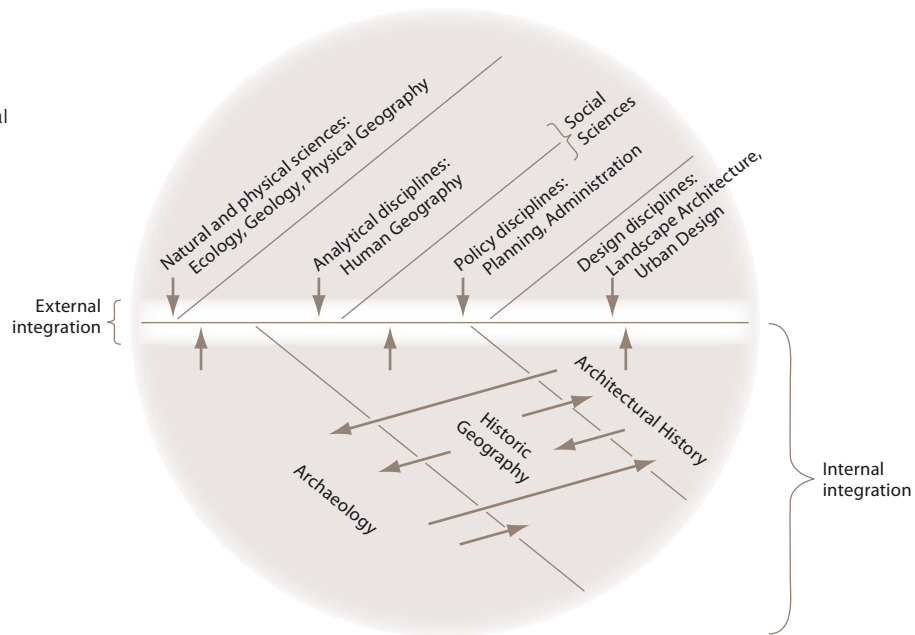 al
Natural and physical sciences:
Ecology, Geology, Physical Geography
Analytical disciplines:
Human Geography
Social
Sciences
Policy disciplines:
Planning, Administration
Design disciplines:
Landscape Architecture,
Urban Design
External
integration
Architectural History
Historic
Geography
Archaeology
Internal
integration